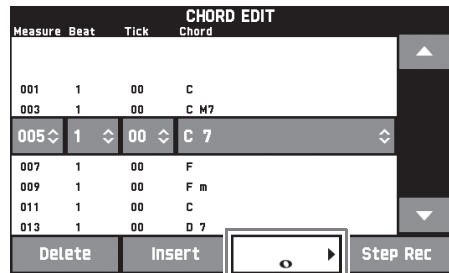 CHORD EDIT
Measure Beat Tick Chord
001 1 00 C
003 1 00 C M7
005 1 00 C 7
007 1 00 F
009 1 00 F m
011 1 00 C
013 1 00 D 7
Delete Insert Step Rec